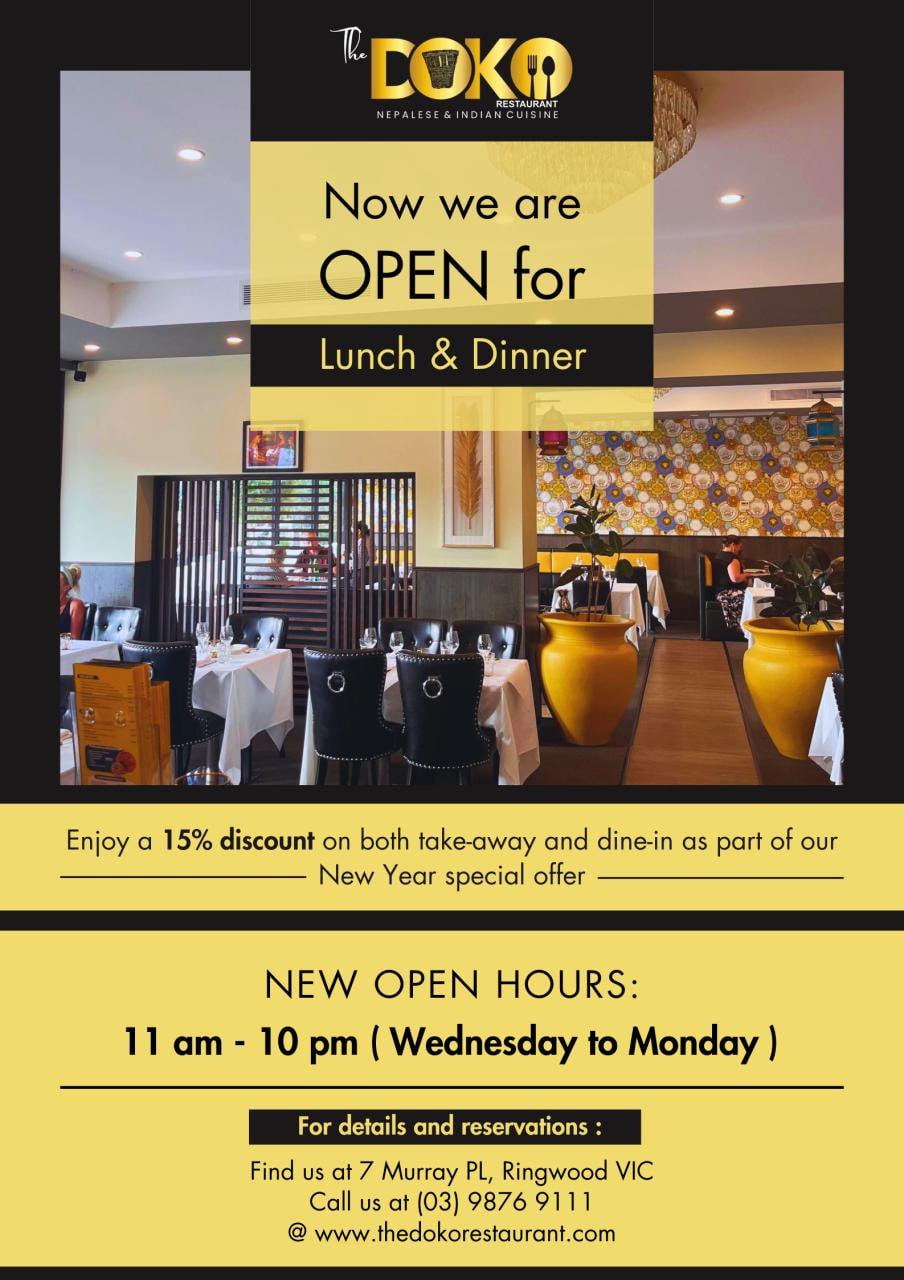 The
DOKO
RESTAURANT
NEPALESE & INDIAN CUISINE
Now we are
OPEN for
Lunch & Dinner
Enjoy a 15% discount on both take-away and dine-in as part of our
New Year special offer
NEW OPEN HOURS:
11 am - 10 pm ( Wednesday to Monday )
For details and reservations :
Find us at 7 Murray PL, Ringwood VIC
Call us at (03) 9876 9111
@ www.thedokorestaurant.com